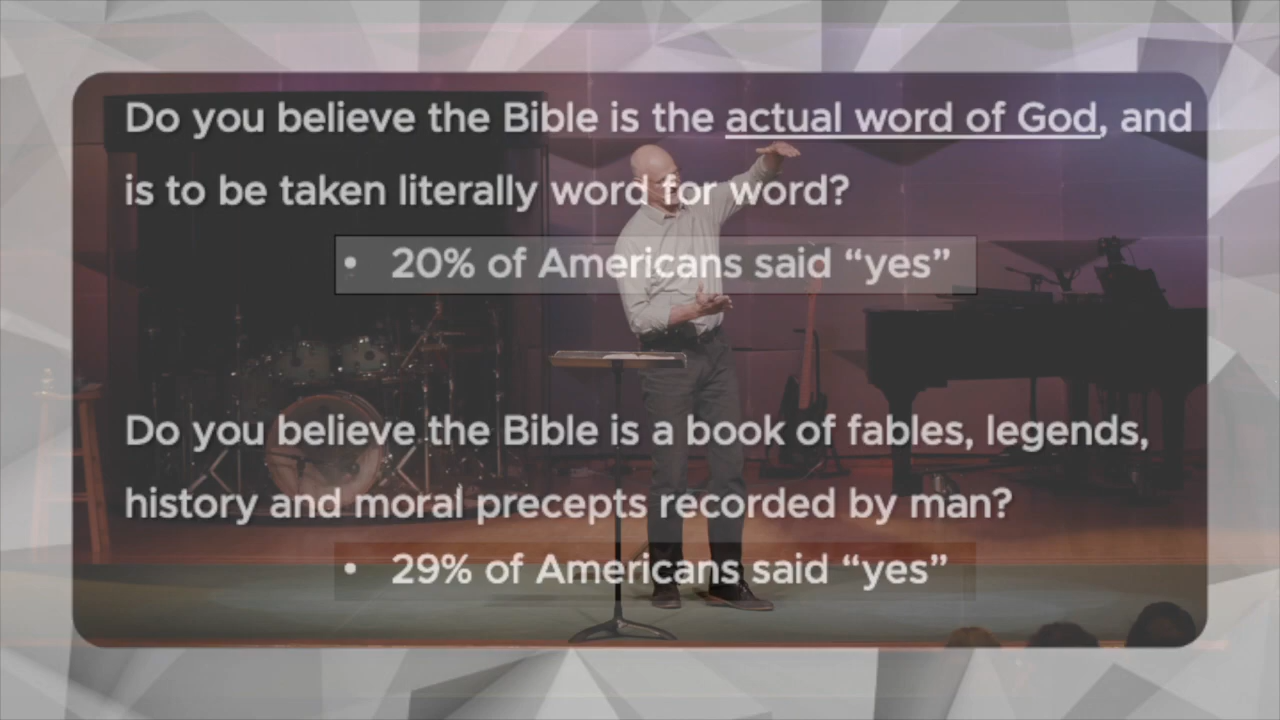 Do you believe the Bible is the actual word of God, and
is to be taken literally word for word?
• 20% of Americans said “yes”
Do you believe the Bible is a book of fables, legends,
history and moral precepts recorded by man?
• 29% of Americans said “yes”